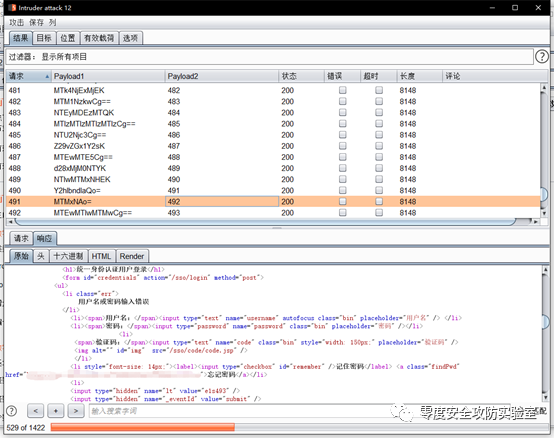 Intruder attack 12
攻击 保存 列
结果 目标 位置 有效载荷 选项
过滤器: 显示所有项目 ?
请求 Payload1 Payload2 状态 错误 超时 长度 评论
481 MTk4NjExMjEK 482 200 8148
482 MTM1NzkwCg== 483 200 8148
483 NTEyMDEzMTQK 484 200 8148
484 MTIzMTIzMTIzMTIzCg== 485 200 8148
485 NTU2Njc3Cg== 486 200 8148
486 Z29vZGx1Y2sK 487 200 8148
487 MTEwMTE5Cg== 488 200 8148
488 d28xMjM0NTYK 489 200 8148
489 NTIwMTMxNHEK 490 200 8148
490 Y2hlbndlaQo= 491 200 8148
491 MTMxNAo= 492 200 8148
492 MTEwMTIwMTMwCg== 493 200 8148
请求 响应
原始 头 十六进制 HTML Render
<h1>统一身份认证用户登录</h1>
<form id="credentials" action="/sso/login" method="post">
<ul>
<li class="err">
用户名或密码输入错误
</li>
<li><span>用户名：</span><input type="text" name="username" autofocus class="bin" placeholder="用户名" /> </li>
<li><span>密码：</span><input type="password" name="password" class="bin" placeholder="密码" /></li>
<li>
<span>验证码：</span><input type="text" name="code" class="bin" style="width: 150px;" placeholder="验证码" />
<img alt="" id="img" src="/sso/code/code.jsp" />
</li>
<li style="font-size: 14px;"><label><input type="checkbox" id="remember" />记住密码</label> <a class="findPwd"
href=" ">忘记密码</a></li>
<li>
<input type="hidden" name="lt" value="e1s493" />
<input type="hidden" name="_eventId" value="submit" />
? < + > 输入搜索字词
零度安全攻防实验室
529 of 1422